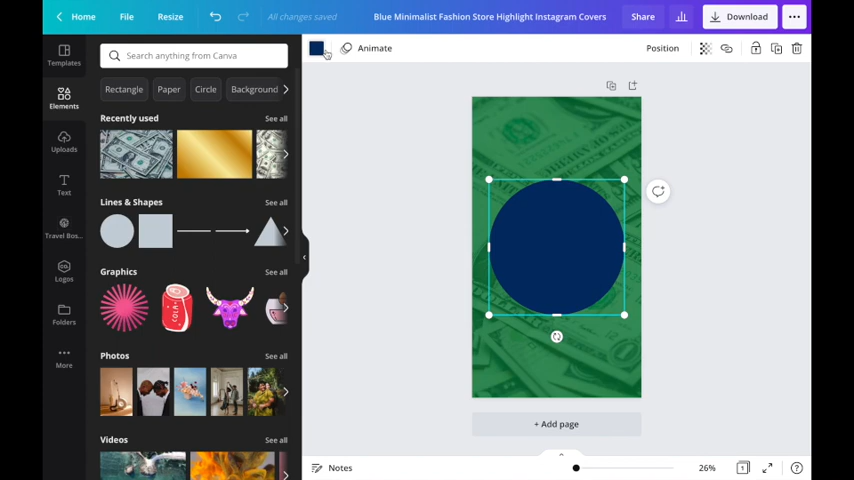 Home File Resize All changes saved Blue Minimalist Fashion Store Highlight Instagram Covers Share Download
Templates
Elements
Uploads
Text
Travel Bos...
Logos
Folders
More
Search anything from Canva
Rectangle Paper Circle Background
Recently used See all
Lines & Shapes See all
Graphics See all
COLA
Photos See all
Videos See all
Animate Position
+ Add page
Notes 26% 1 ?